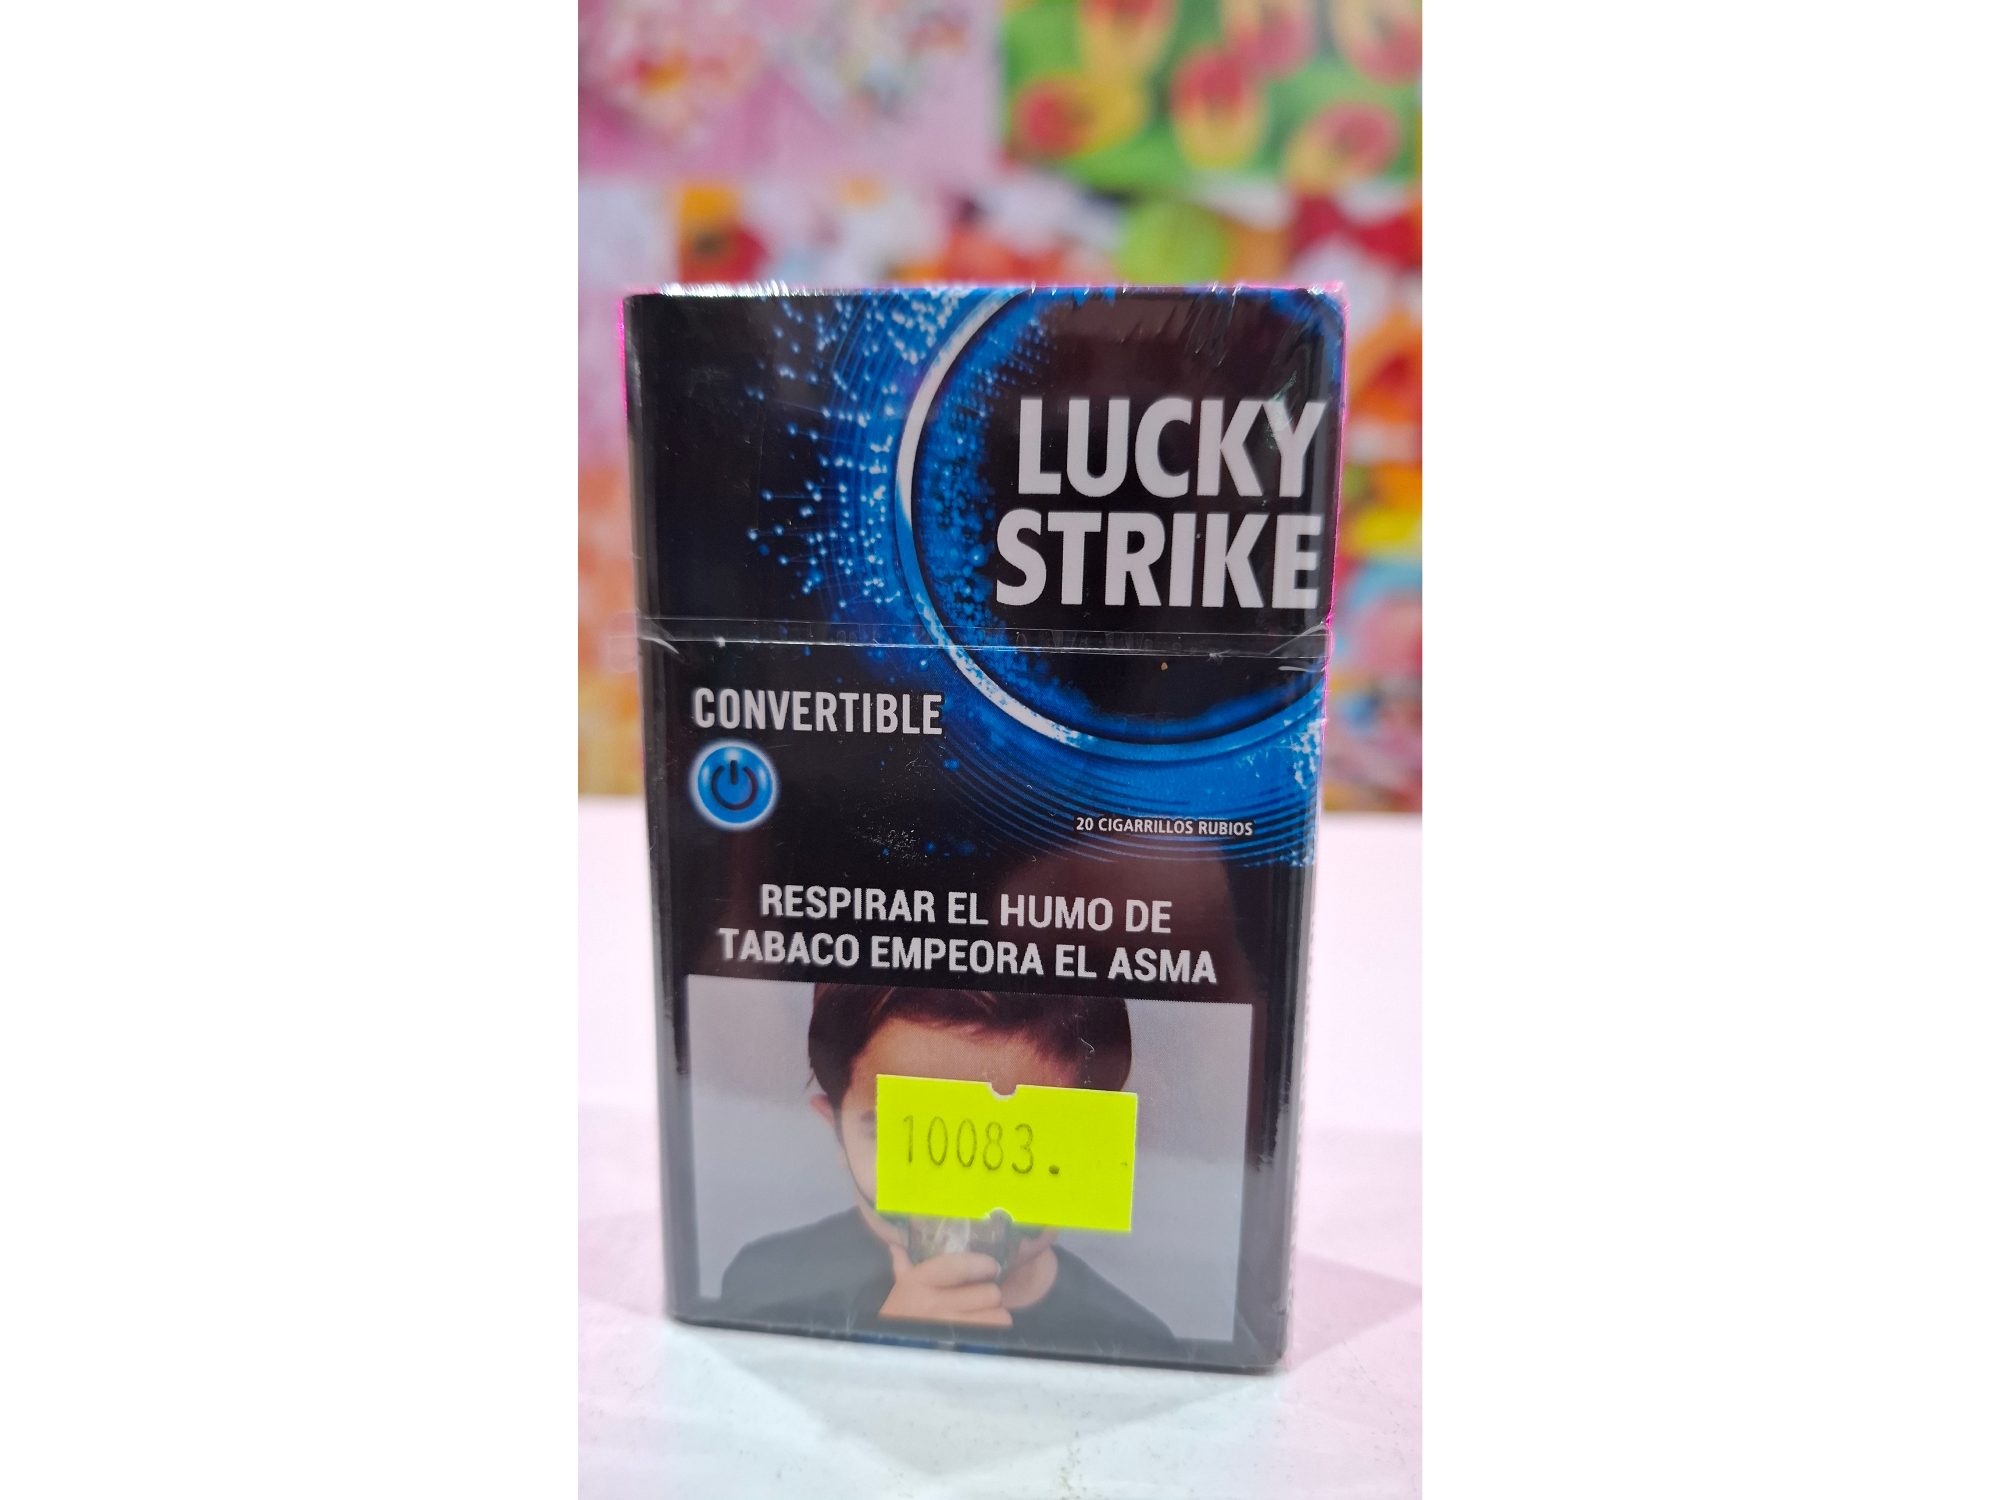 LUCKY
STRIKE
CONVERTIBLE
20 CIGARRILLOS RUBIOS
RESPIRAR EL HUMO DE
TABACO EMPEORA EL ASMA
10083.